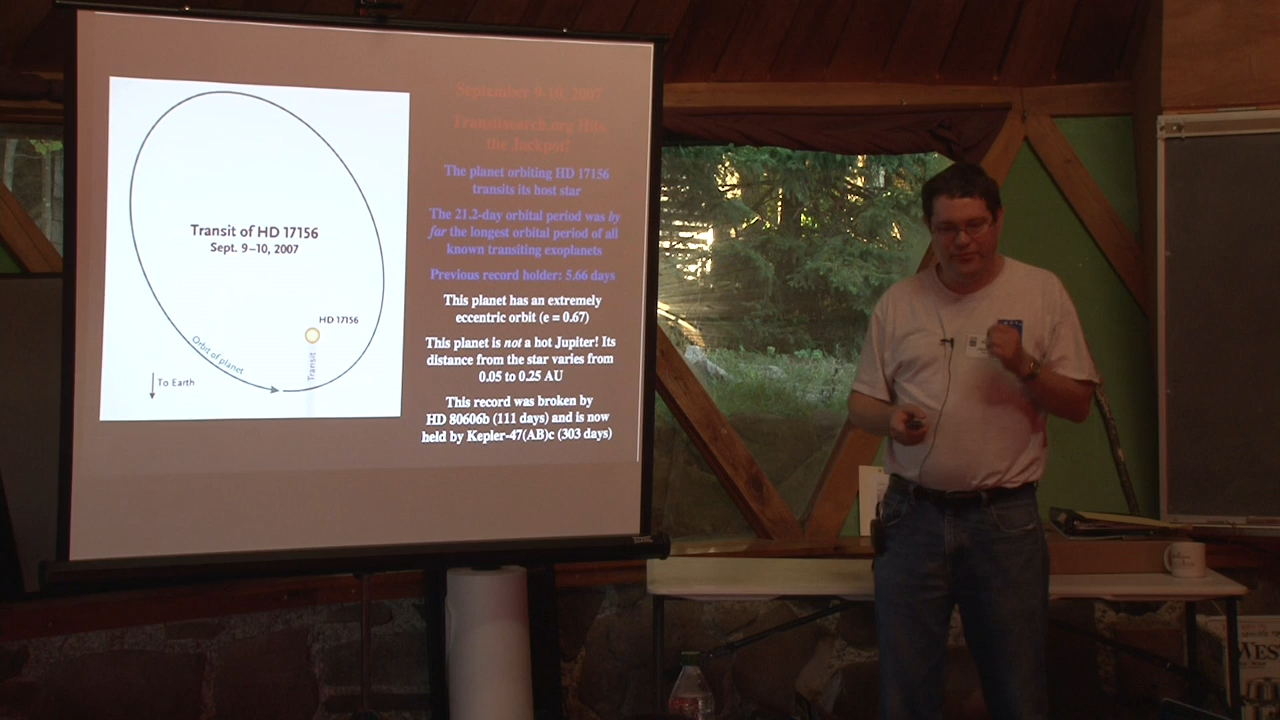 September 9-10, 2007
Transitsearch.org Hits
the Jackpot!
The planet orbiting HD 17156
transits its host star
The 21.2-day orbital period was by
far the longest orbital period of all
known transiting exoplanets
Previous record holder: 5.66 days
This planet has an extremely
eccentric orbit (e = 0.67)
This planet is not a hot Jupiter! Its
distance from the star varies from
0.05 to 0.25 AU
This record was broken by
HD 80606b (111 days) and is now
held by Kepler-47(AB)c (303 days)
Transit of HD 17156
Sept. 9–10, 2007
HD 17156
Orbit of planet
Transit
To Earth
WES